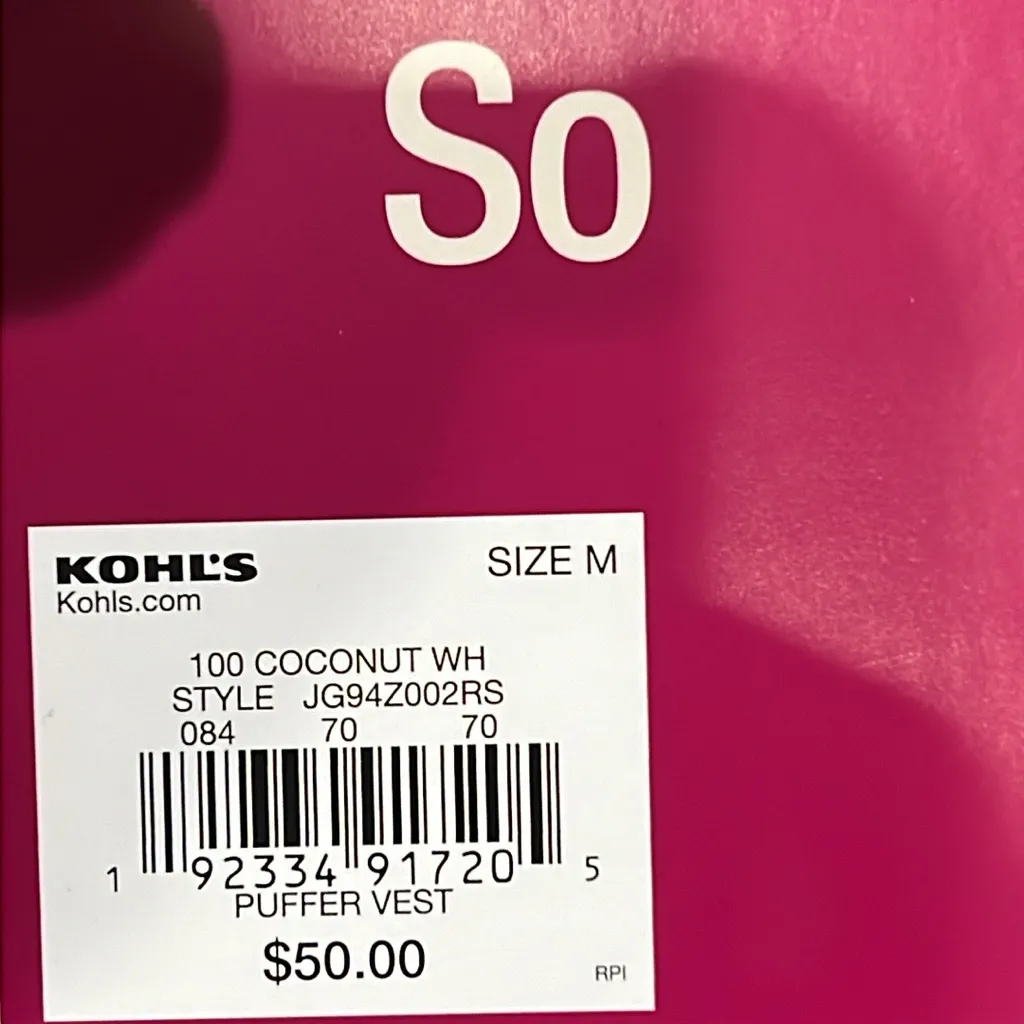 So
KOHL'S SIZE M
Kohls.com
100 COCONUT WH
STYLE JG94Z002RS
084 70 70
1 92334 91720 5
PUFFER VEST
$50.00
RPI